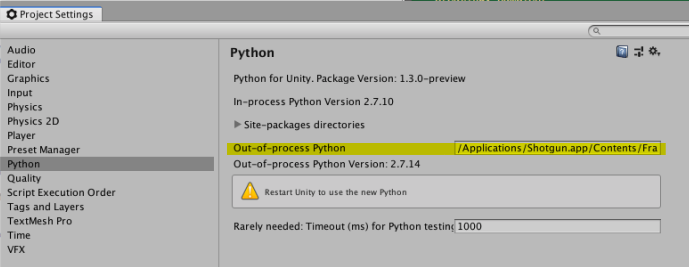 Project Settings
Audio
Editor
Graphics
Input
Physics
Physics 2D
Player
Preset Manager
Python
Quality
Script Execution Order
Tags and Layers
TextMesh Pro
Time
VFX
Python
Python for Unity. Package Version: 1.3.0-preview
In-process Python Version 2.7.10
Site-packages directories
Out-of-process Python /Applications/Shotgun.app/Contents/Fra
Out-of-process Python Version: 2.7.14
Restart Unity to use the new Python
Rarely needed: Timeout (ms) for Python testing 1000